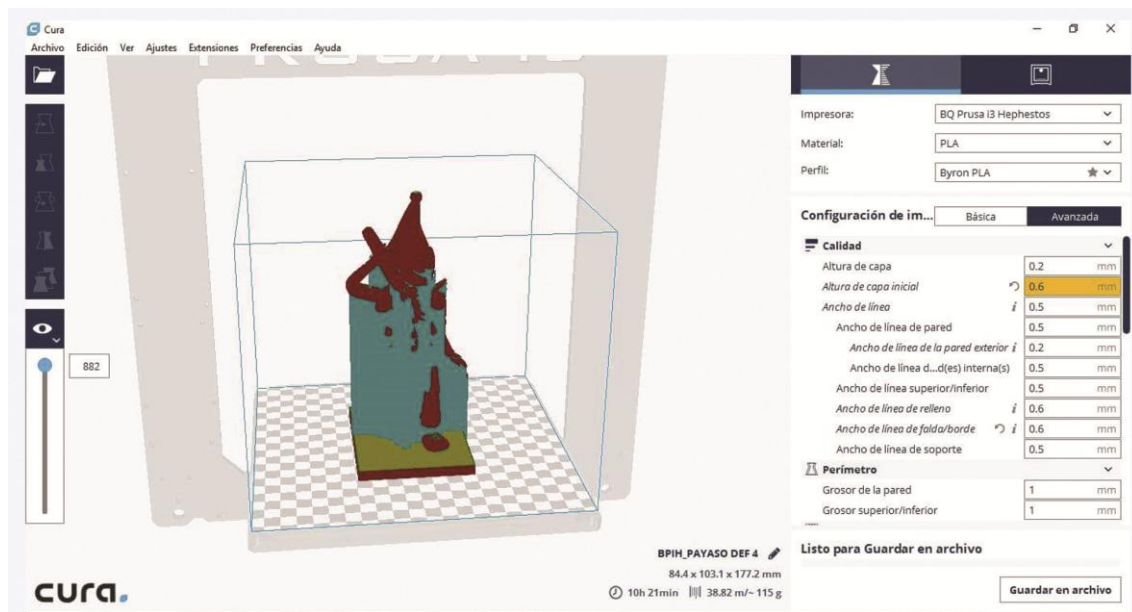 Cura
Archivo Edición Ver Ajustes Extensiones Preferencias Ayuda
Impresora: BQ Prusa i3 Hephestos
Material: PLA
Perfil: Byron PLA
Configuración de im... Básica Avanzada
Calidad
Altura de capa 0.2 mm
Altura de capa inicial 0.6 mm
Ancho de línea i 0.5 mm
Ancho de línea de pared 0.5 mm
Ancho de línea de la pared exterior i 0.2 mm
Ancho de línea d...d(es) interna(s) 0.5 mm
Ancho de línea superior/inferior 0.5 mm
Ancho de línea de relleno i 0.6 mm
Ancho de línea de falda/borde i 0.6 mm
Ancho de línea de soporte 0.5 mm
Perímetro
Grosor de la pared 1 mm
Grosor superior/inferior 1 mm
882
BPIH_PAYASO DEF 4
84.4 x 103.1 x 177.2 mm
10h 21min 38.82 m/~ 115 g
Listo para Guardar en archivo
Guardar en archivo
cura.